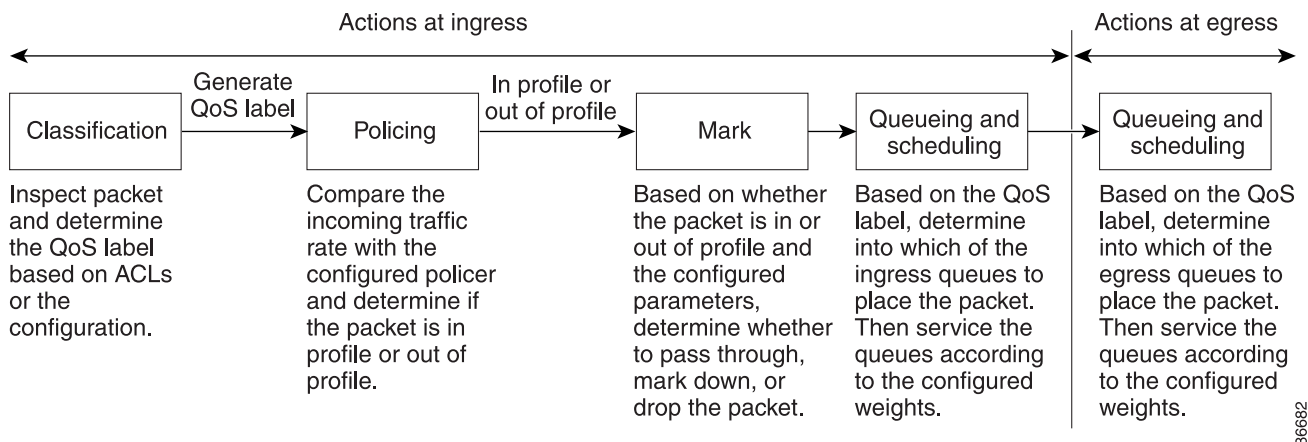 Actions at ingress
Actions at egress
Generate
QoS label
In profile or
out of profile
Classification
Policing
Mark
Queueing and
scheduling
Queueing and
scheduling
Inspect packet
and determine
the QoS label
based on ACLs
or the
configuration.
Compare the
incoming traffic
rate with the
configured policer
and determine if
the packet is in
profile or out of
profile.
Based on whether
the packet is in or
out of profile and
the configured
parameters,
determine whether
to pass through,
mark down, or
drop the packet.
Based on the QoS
label, determine
into which of the
ingress queues to
place the packet.
Then service the
queues according
to the configured
weights.
Based on the QoS
label, determine
into which of the
egress queues to
place the packet.
Then service the
queues according
to the configured
weights.